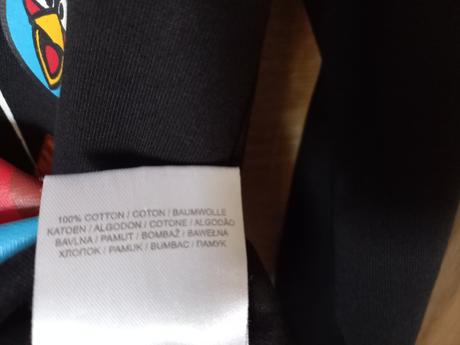 100% COTTON / COTON / BAUMWOLLE
KATOEN / ALGODON / COTONE / ALGODÃO
BAVLNA / PAMUT / BOMBAŽ / BAWEŁNA
ХЛОПОК / PAMUK / BUMBAC / ПАМУК